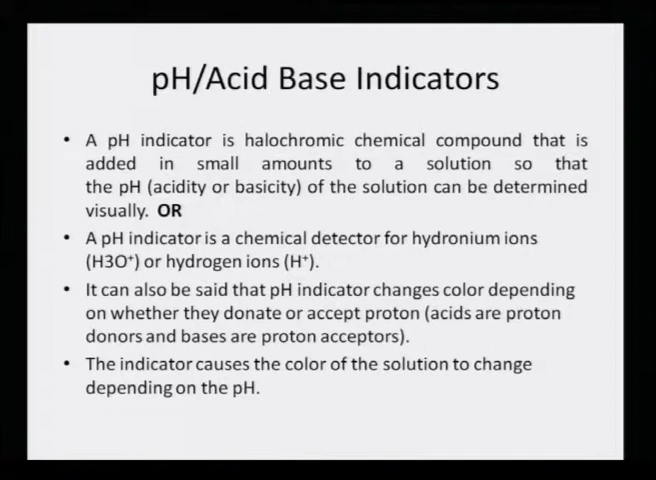 pH/Acid Base Indicators
• A pH indicator is halochromic chemical compound that is
added in small amounts to a solution so that
the pH (acidity or basicity) of the solution can be determined
visually. OR
• A pH indicator is a chemical detector for hydronium ions
(H3O⁺) or hydrogen ions (H⁺).
• It can also be said that pH indicator changes color depending
on whether they donate or accept proton (acids are proton
donors and bases are proton acceptors).
• The indicator causes the color of the solution to change
depending on the pH.